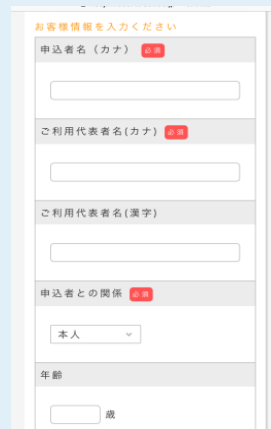 お客様情報を入力ください
申込者名（カナ） 必須
ご利用代表者名(カナ) 必須
ご利用代表者名(漢字)
申込者との関係 必須
本人
年齢
歳